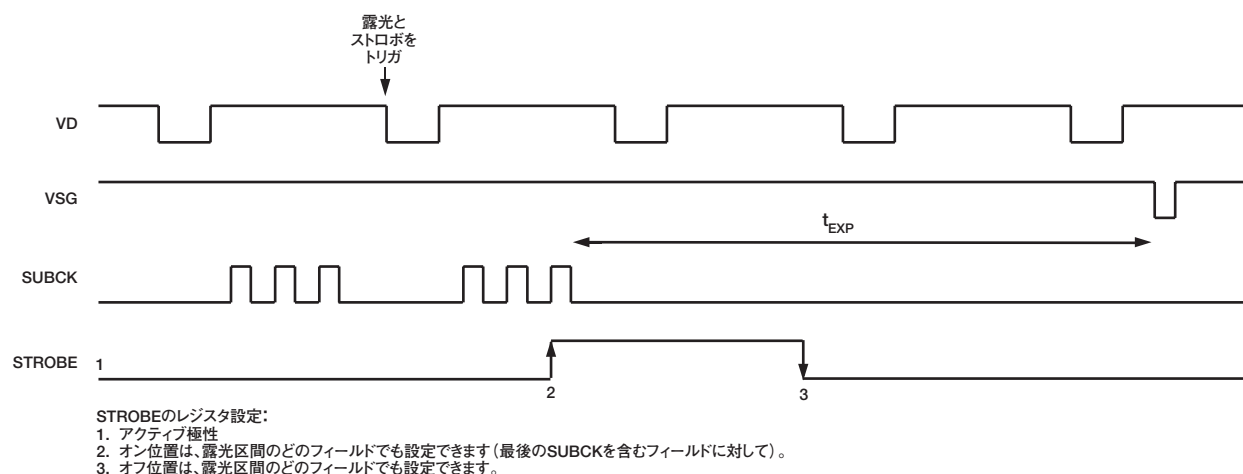 露光と
ストロボを
トリガ
VD
VSG
tEXP
SUBCK
STROBE 1
2 3
STROBEのレジスタ設定:
1. アクティブ極性
2. オン位置は、露光区間のどのフィールドでも設定できます(最後のSUBCKを含むフィールドに対して)。
3. オフ位置は、露光区間のどのフィールドでも設定できます。